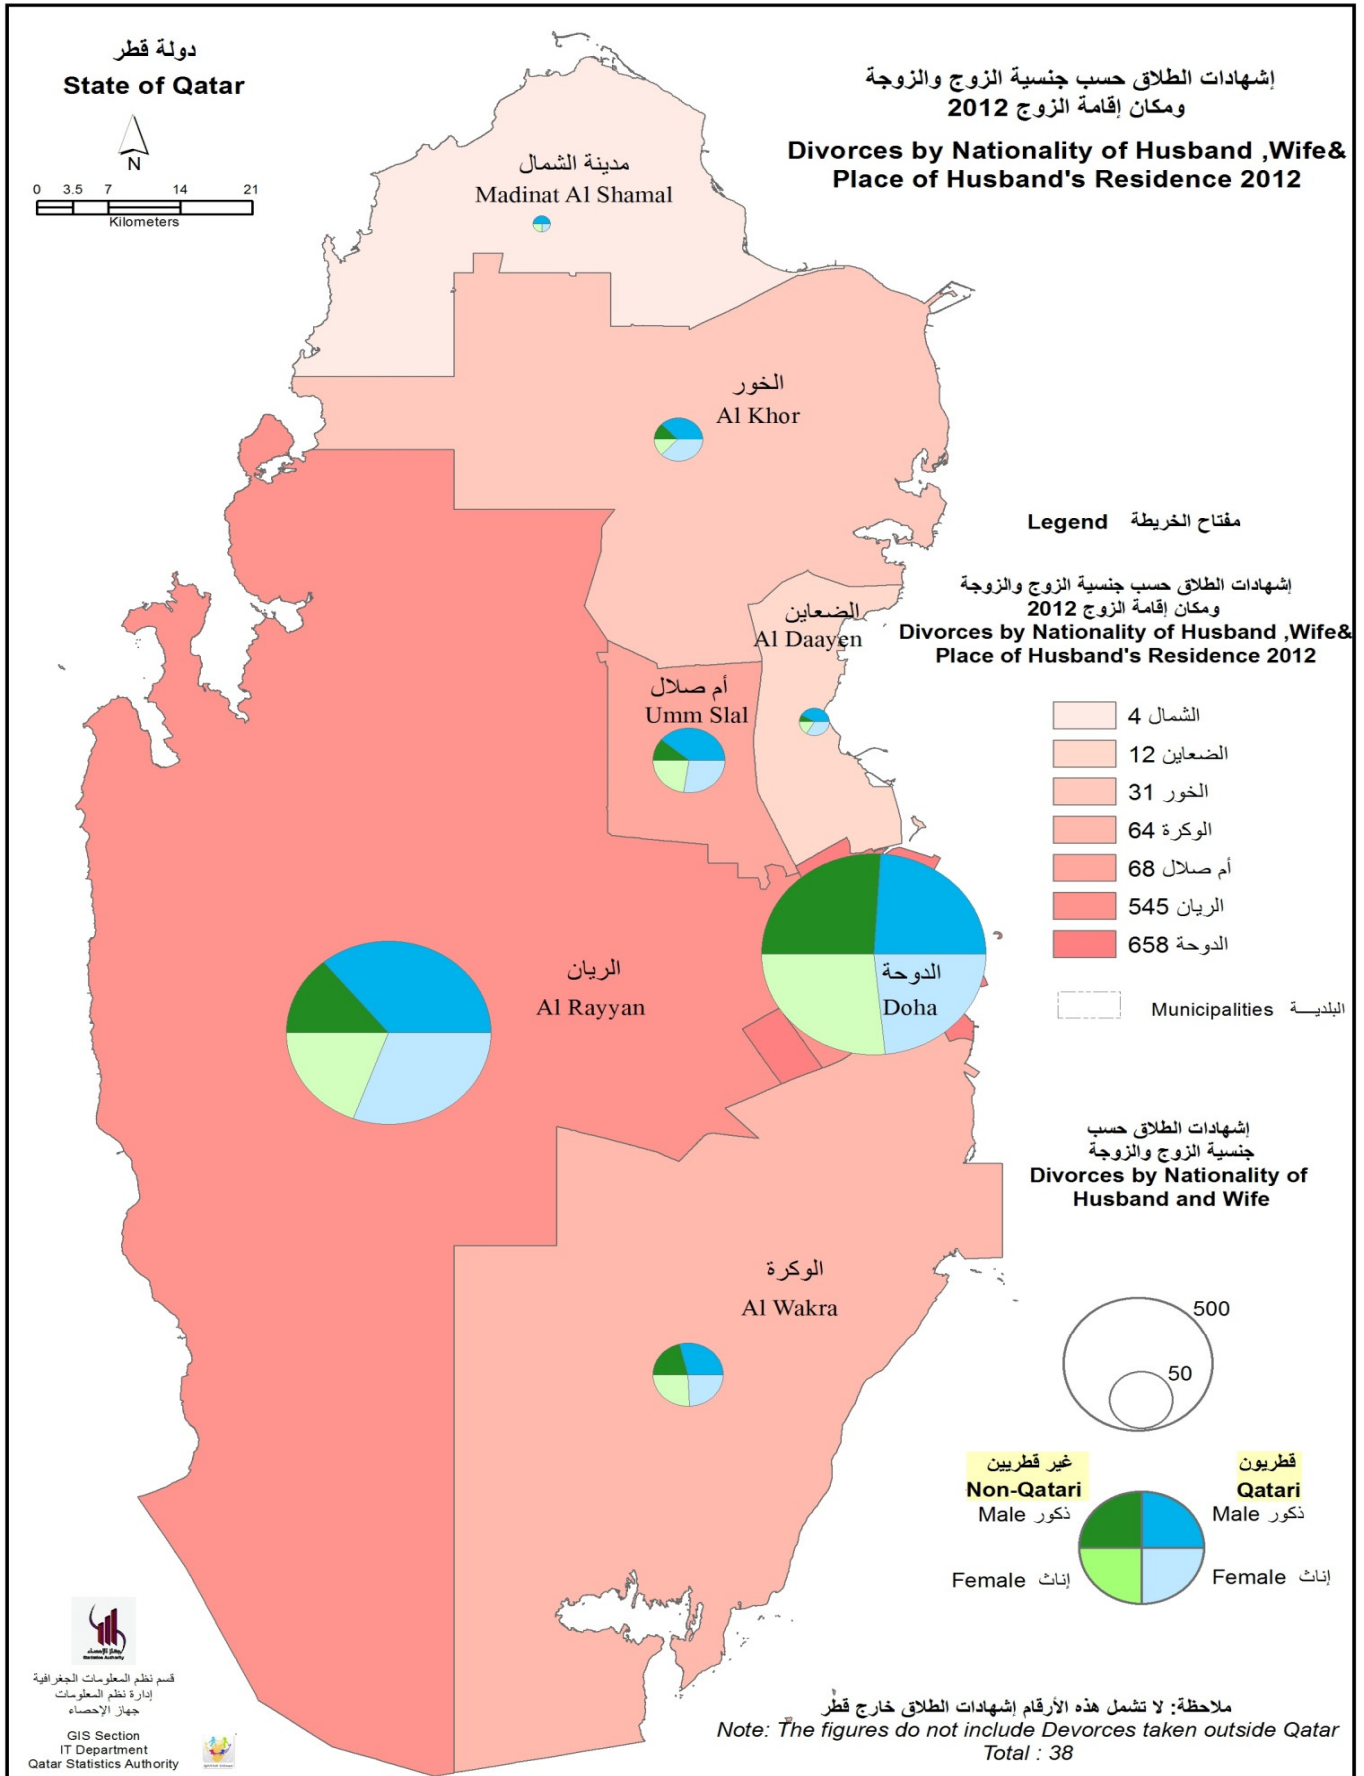 دولة قطر
State of Qatar
N
0 3.5 7 14 21
Kilometers
إشهادات الطلاق حسب جنسية الزوج والزوجة
ومكان إقامة الزوج 2012
Divorces by Nationality of Husband ,Wife&
Place of Husband's Residence 2012
مدينة الشمال
Madinat Al Shamal
الخور
Al Khor
الضعاين
Al Daayen
أم صلال
Umm Slal
الريان
Al Rayyan
الدوحة
Doha
الوكرة
Al Wakra
Legend مفتاح الخريطة
إشهادات الطلاق حسب جنسية الزوج والزوجة
ومكان إقامة الزوج 2012
Divorces by Nationality of Husband ,Wife&
Place of Husband's Residence 2012
الشمال 4
الضعاين 12
الخور 31
الوكرة 64
أم صلال 68
الريان 545
الدوحة 658
Municipalities البلديـــة
إشهادات الطلاق حسب
جنسية الزوج والزوجة
Divorces by Nationality of
Husband and Wife
500
50
غير قطريين
Non-Qatari
قطريون
Qatari
Male ذكور
Male ذكور
Female إناث
Female إناث
جهاز الإحصاء
Statistics Authority
قسم نظم المعلومات الجغرافية
إدارة نظم المعلومات
جهاز الإحصاء
GIS Section
IT Department
Qatar Statistics Authority
ملاحظة: لا تشمل هذه الأرقام إشهادات الطلاق خارج قطر
Note: The figures do not include Devorces taken outside Qatar
Total : 38